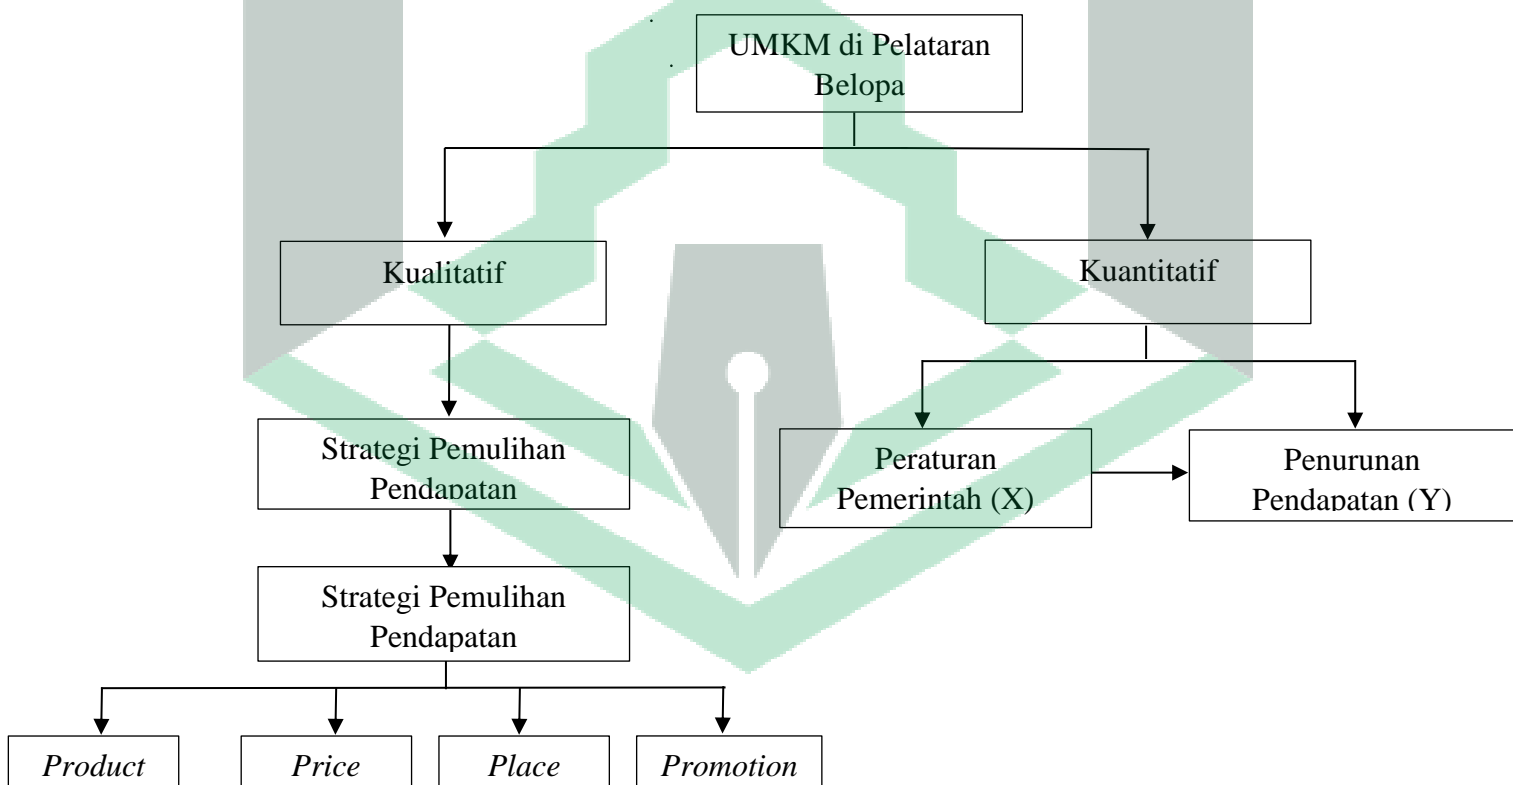 UMKM di Pelataran
Belopa
Kualitatif
Kuantitatif
Strategi Pemulihan
Pendapatan
Peraturan
Pemerintah (X)
Penurunan
Pendapatan (Y)
Strategi Pemulihan
Pendapatan
Product
Price
Place
Promotion